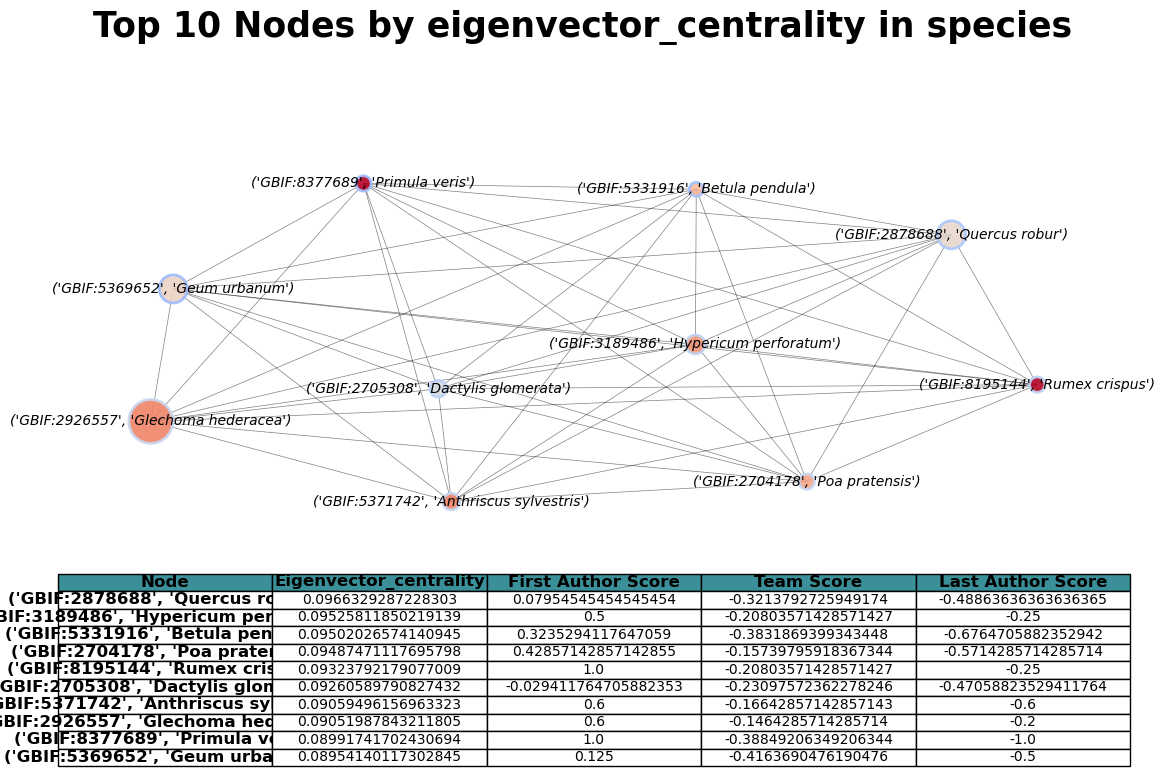 Top 10 Nodes by eigenvector_centrality in species
('GBIF:8377689', 'Primula veris')
('GBIF:5331916', 'Betula pendula')
('GBIF:2878688', 'Quercus robur')
('GBIF:5369652', 'Geum urbanum')
('GBIF:3189486', 'Hypericum perforatum')
('GBIF:2705308', 'Dactylis glomerata')
('GBIF:8195144', 'Rumex crispus')
('GBIF:2926557', 'Glechoma hederacea')
('GBIF:2704178', 'Poa pratensis')
('GBIF:5371742', 'Anthriscus sylvestris')
Node Eigenvector_centrality First Author Score Team Score Last Author Score
('GBIF:2878688', 'Quercus ro 0.0966329287228303 0.07954545454545454 -0.3213792725949174 -0.48863636363636365
BIF:3189486', 'Hypericum per 0.09525811850219139 0.5 -0.20803571428571427 -0.25
('GBIF:5331916', 'Betula pen 0.09502026574140945 0.3235294117647059 -0.3831869399343448 -0.6764705882352942
('GBIF:2704178', 'Poa praten 0.09487471117695798 0.42857142857142855 -0.15739795918367344 -0.5714285714285714
('GBIF:8195144', 'Rumex cris 0.09323792179077009 1.0 -0.20803571428571427 -0.25
GBIF:2705308', 'Dactylis glom 0.09260589790827432 -0.029411764705882353 -0.23097572362278246 -0.47058823529411764
GBIF:5371742', 'Anthriscus sy 0.09059496156963323 0.6 -0.16642857142857143 -0.6
GBIF:2926557', 'Glechoma hed 0.09051987843211805 0.6 -0.1464285714285714 -0.2
('GBIF:8377689', 'Primula ve 0.08991741702430694 1.0 -0.38849206349206344 -1.0
('GBIF:5369652', 'Geum urba 0.08954140117302845 0.125 -0.4163690476190476 -0.5